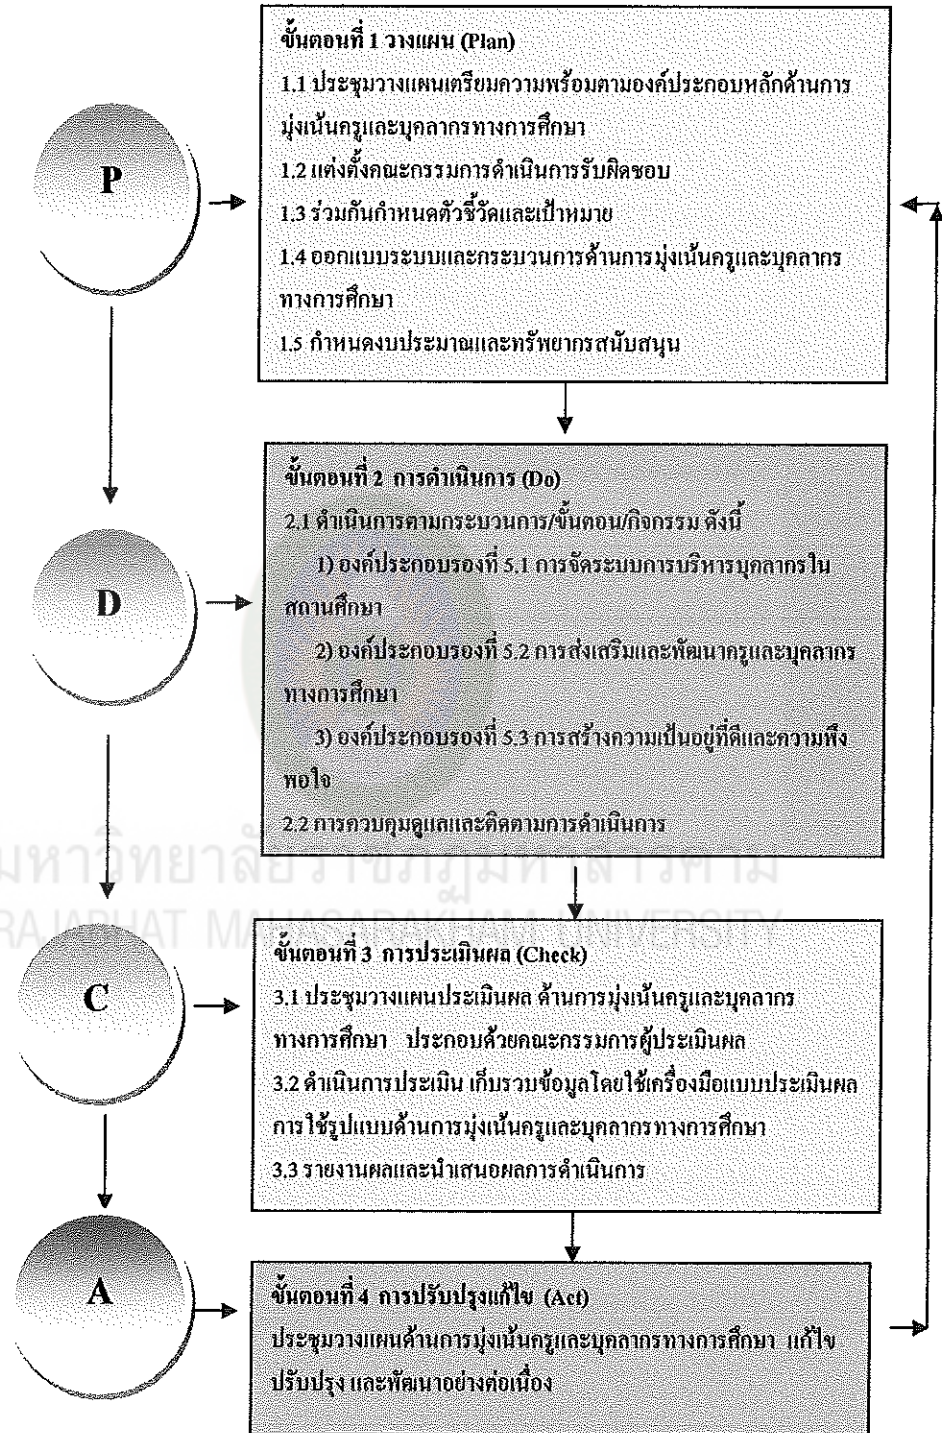 P
ขั้นตอนที่ 1 วางแผน (Plan)
1.1 ประชุมวางแผนเตรียมความพร้อมตามองค์ประกอบหลักด้านการ
มุ่งเน้นครูและบุคลากรทางการศึกษา
1.2 แต่งตั้งคณะกรรมการดำเนินการรับผิดชอบ
1.3 ร่วมกันกำหนดตัวชี้วัดและเป้าหมาย
1.4 ออกแบบระบบและกระบวนการด้านการมุ่งเน้นครูและบุคลากร
ทางการศึกษา
1.5 กำหนดงบประมาณและทรัพยากรสนับสนุน
D
ขั้นตอนที่ 2 การดำเนินการ (Do)
2.1 ดำเนินการตามกระบวนการ/ขั้นตอน/กิจกรรม ดังนี้
1) องค์ประกอบรองที่ 5.1 การจัดระบบการบริหารบุคลากรใน
สถานศึกษา
2) องค์ประกอบรองที่ 5.2 การส่งเสริมและพัฒนาครูและบุคลากร
ทางการศึกษา
3) องค์ประกอบรองที่ 5.3 การสร้างความเป็นอยู่ที่ดีและความพึง
พอใจ
2.2 การควบคุมดูแลและติดตามการดำเนินการ
มหาวิทยาลัยราชภัฏมหาสารคาม
RAJABHAT MAHASARAKHAM UNIVERSITY
C
ขั้นตอนที่ 3 การประเมินผล (Check)
3.1 ประชุมวางแผนประเมินผล ด้านการมุ่งเน้นครูและบุคลากร
ทางการศึกษา ประกอบด้วยคณะกรรมการผู้ประเมินผล
3.2 ดำเนินการประเมิน เก็บรวบข้อมูลโดยใช้เครื่องมือแบบประเมินผล
การใช้รูปแบบด้านการมุ่งเน้นครูและบุคลากรทางการศึกษา
3.3 รายงานผลและนำเสนอผลการดำเนินการ
A
ขั้นตอนที่ 4 การปรับปรุงแก้ไข (Act)
ประชุมวางแผนด้านการมุ่งเน้นครูและบุคลากรทางการศึกษา แก้ไข
ปรับปรุง และพัฒนาอย่างต่อเนื่อง